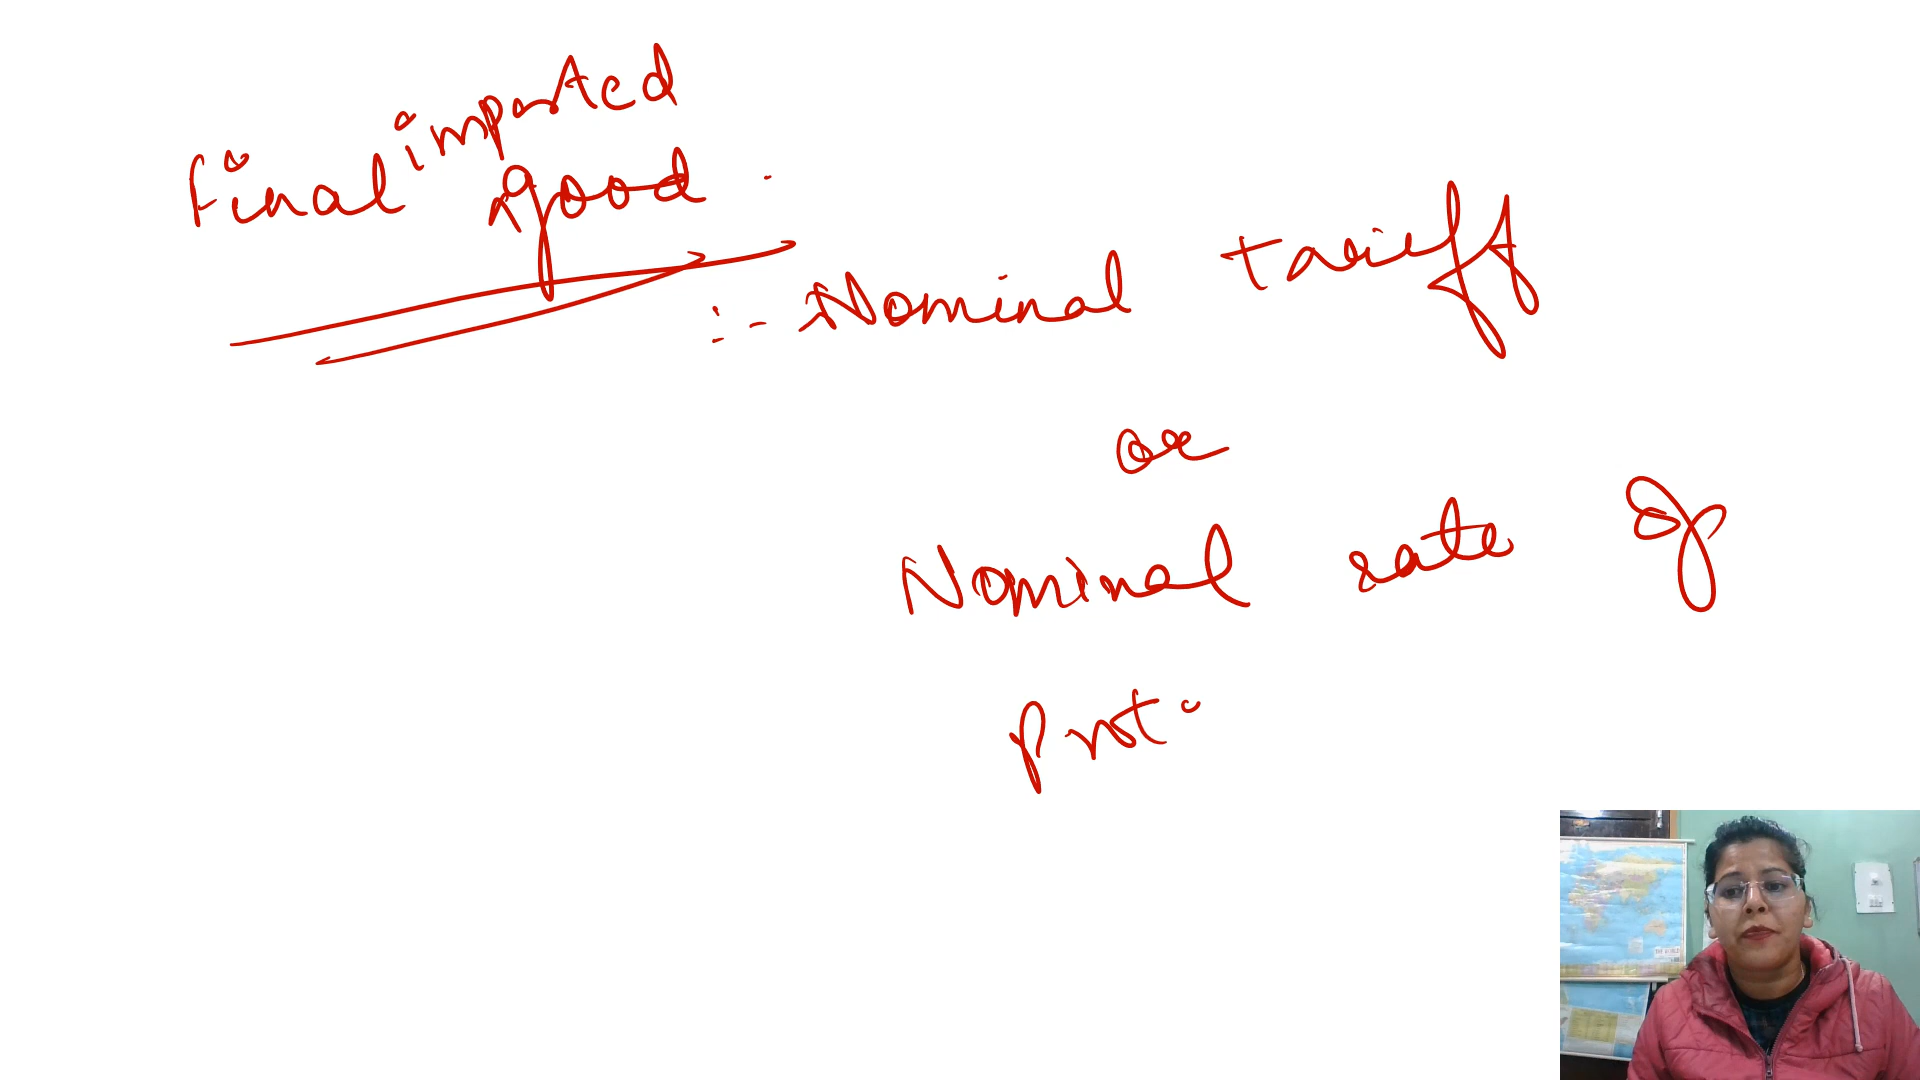 final imported
good
:- Nominal tariff
or
Nominal rate of
prot